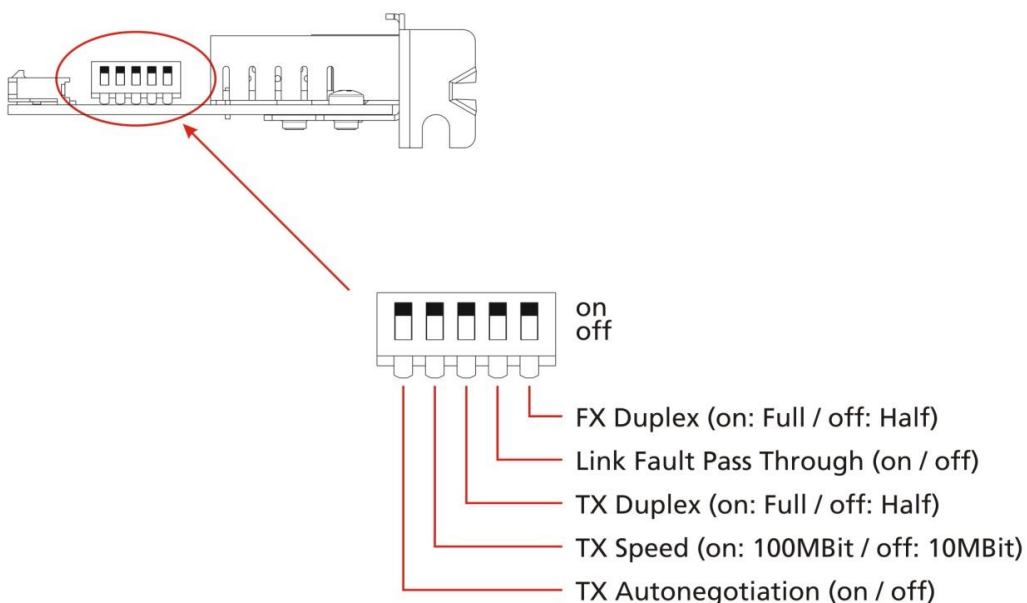 on
off
FX Duplex (on: Full / off: Half)
Link Fault Pass Through (on / off)
TX Duplex (on: Full / off: Half)
TX Speed (on: 100MBit / off: 10MBit)
TX Autonegotiation (on / off)